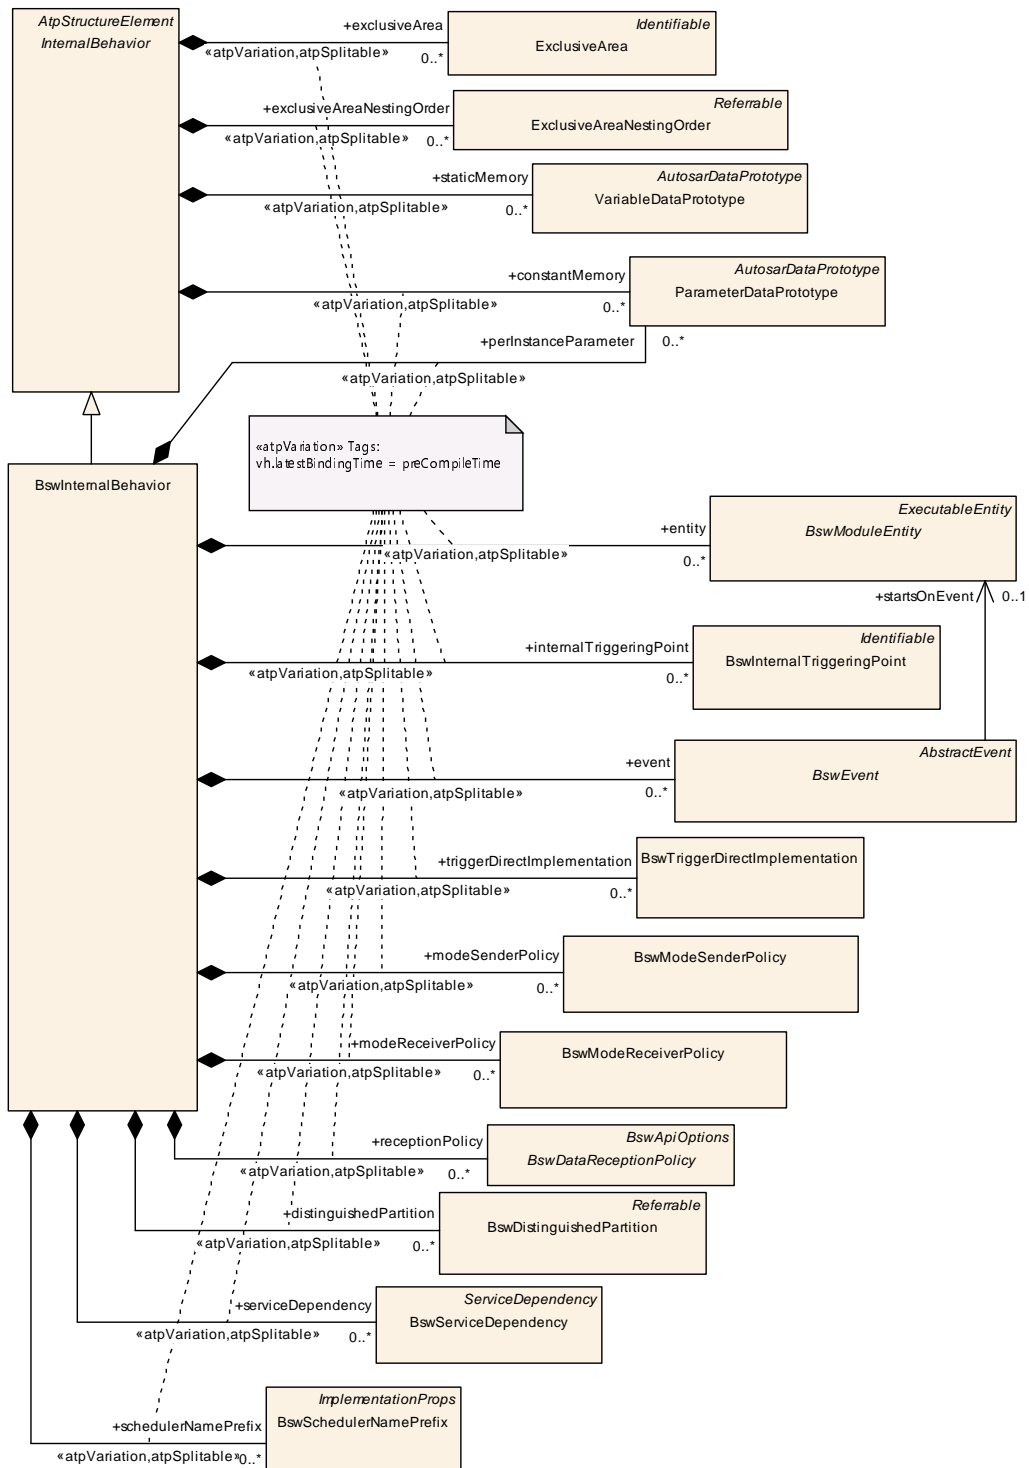 AtpStructureElement
InternalBehavior
+exclusiveArea
«atpVariation,atpSplitable»
0..*
Identifiable
ExclusiveArea
+exclusiveAreaNestingOrder
«atpVariation,atpSplitable»
0..*
Referrable
ExclusiveAreaNestingOrder
+staticMemory
«atpVariation,atpSplitable»
0..*
AutosarDataPrototype
VariableDataPrototype
+constantMemory
«atpVariation,atpSplitable»
0..*
AutosarDataPrototype
ParameterDataPrototype
+perInstanceParameter
0..*
«atpVariation,atpSplitable»
«atpVariation» Tags:
vh.latestBindingTime = preCompileTime
BswInternalBehavior
+entity
«atpVariation,atpSplitable»
0..*
ExecutableEntity
BswModuleEntity
+startsOnEvent
0..1
+internalTriggeringPoint
«atpVariation,atpSplitable»
0..*
Identifiable
BswInternalTriggeringPoint
+event
«atpVariation,atpSplitable»
0..*
AbstractEvent
BswEvent
+triggerDirectImplementation
«atpVariation,atpSplitable»
0..*
BswTriggerDirectImplementation
+modeSenderPolicy
«atpVariation,atpSplitable»
0..*
BswModeSenderPolicy
+modeReceiverPolicy
«atpVariation,atpSplitable»
0..*
BswModeReceiverPolicy
+receptionPolicy
«atpVariation,atpSplitable»
0..*
BswApiOptions
BswDataReceptionPolicy
+distinguishedPartition
«atpVariation,atpSplitable»
0..*
Referrable
BswDistinguishedPartition
+serviceDependency
«atpVariation,atpSplitable»
0..*
ServiceDependency
BswServiceDependency
+schedulerNamePrefix
«atpVariation,atpSplitable»
0..*
ImplementationProps
BswSchedulerNamePrefix